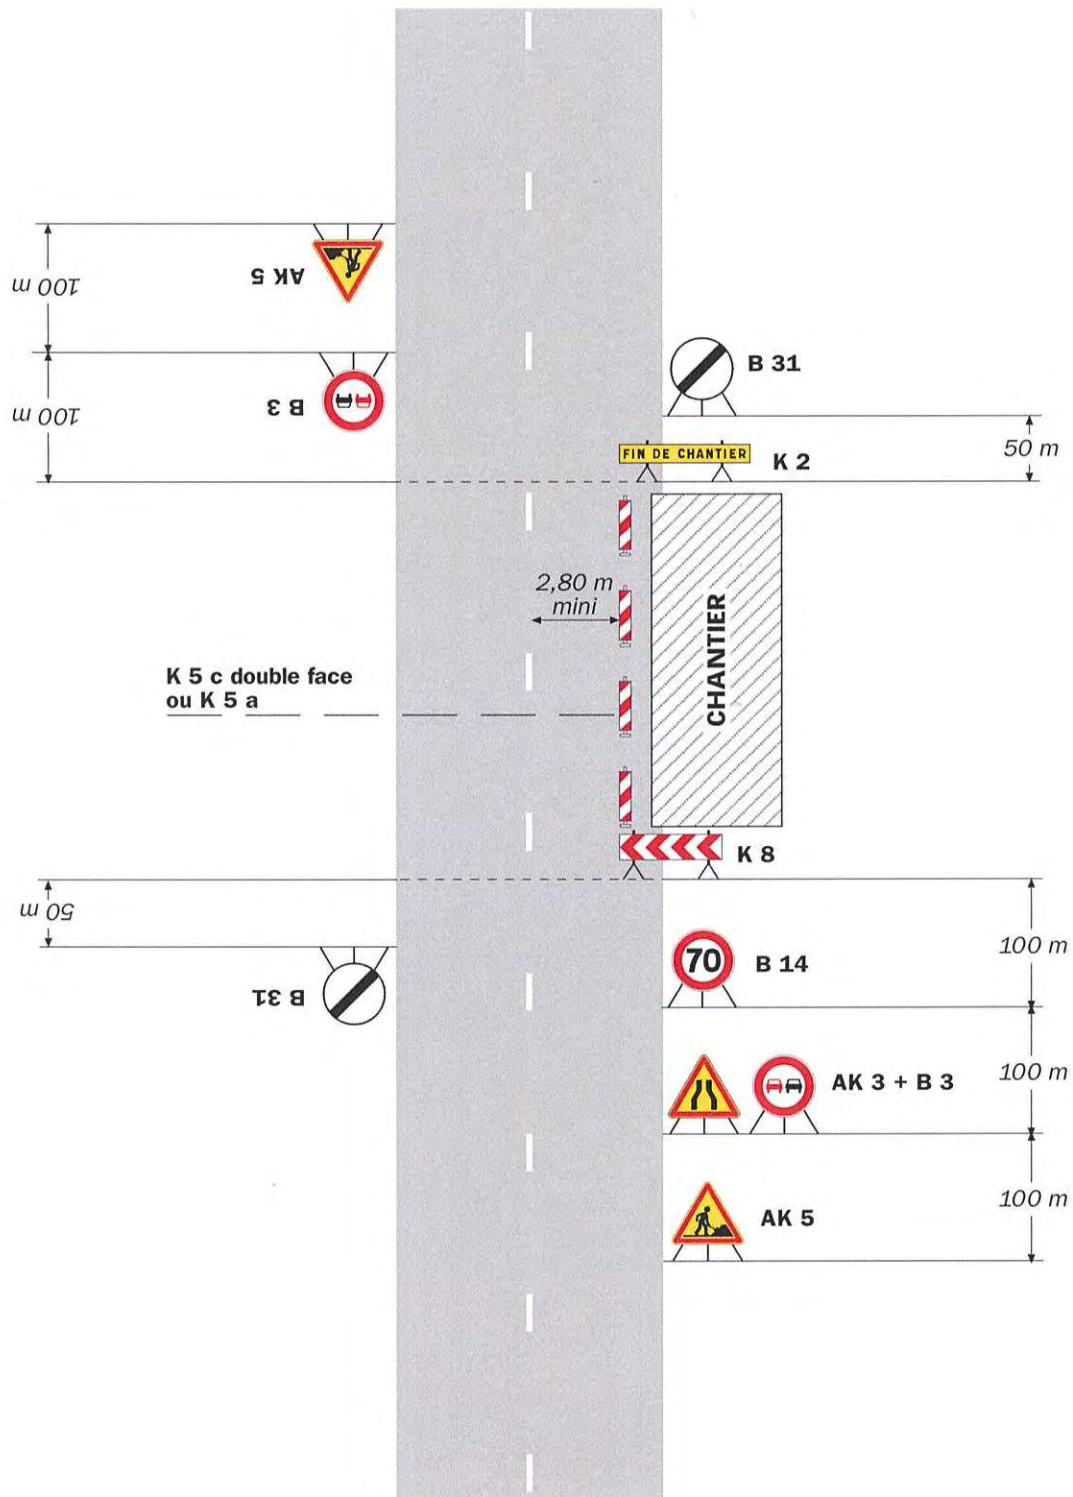 AK 5
100 m
B 3
100 m
B 31
FIN DE CHANTIER
K 2
50 m
2,80 m
mini
CHANTIER
K 5 c double face
ou K 5 a
K 8
50 m
B 31
70
B 14
100 m
AK 3 + B 3
100 m
AK 5
100 m